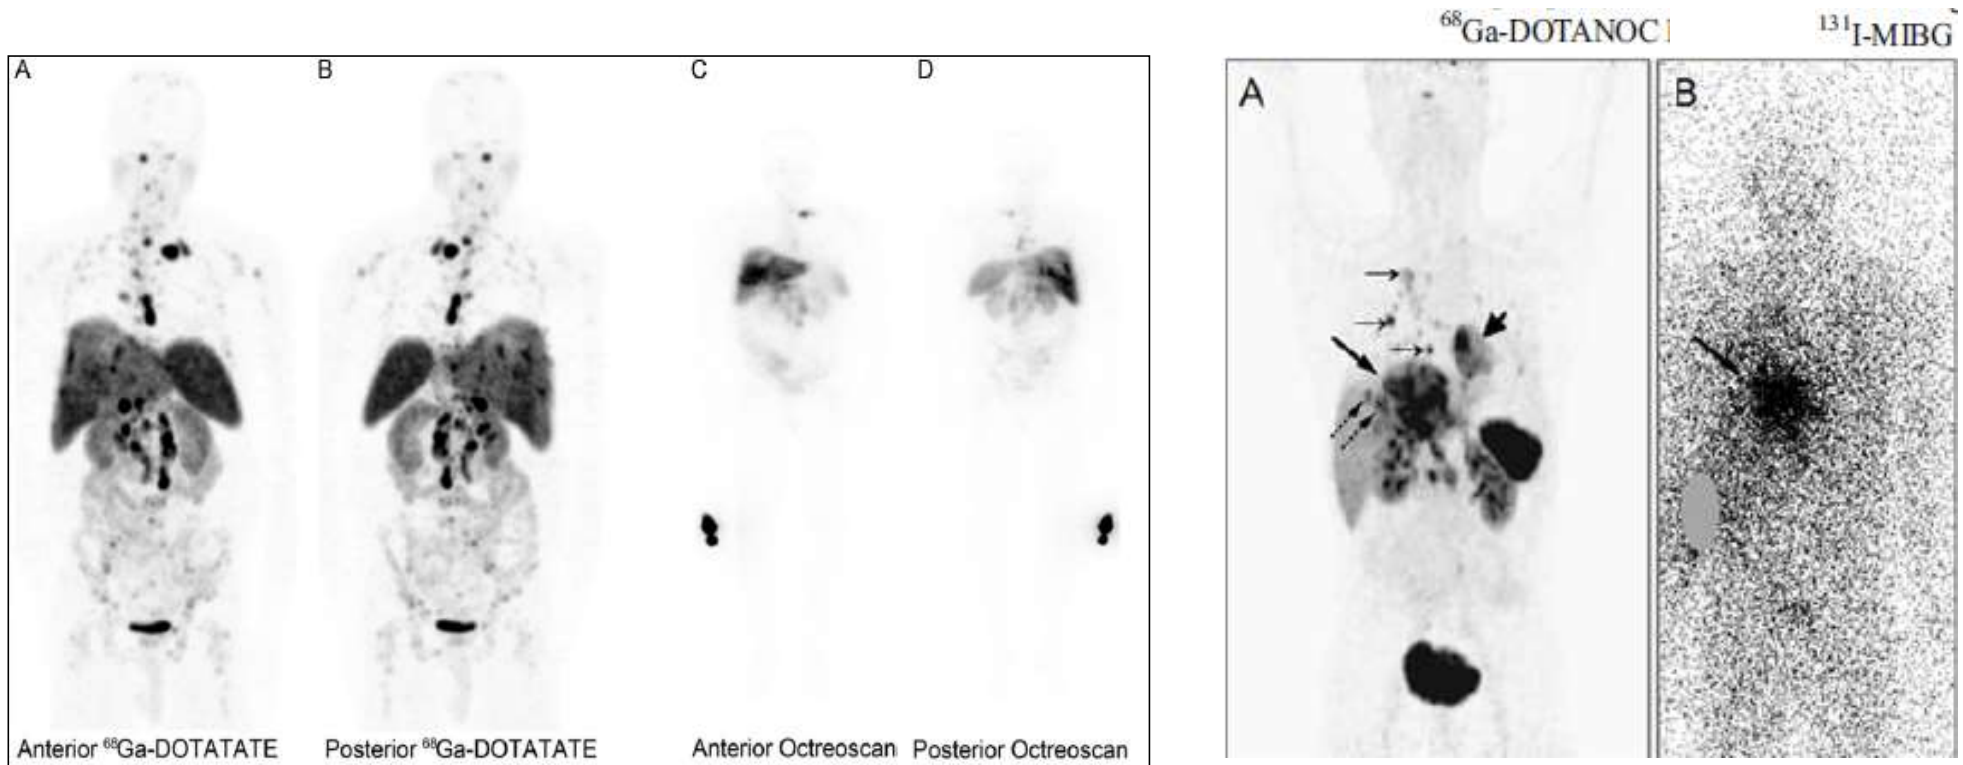 A
B
C
D
Anterior ⁶⁸Ga-DOTATATE
Posterior ⁶⁸Ga-DOTATATE
Anterior Octreoscan
Posterior Octreoscan
⁶⁸Ga-DOTANOC
¹³¹I-MIBG
A
B